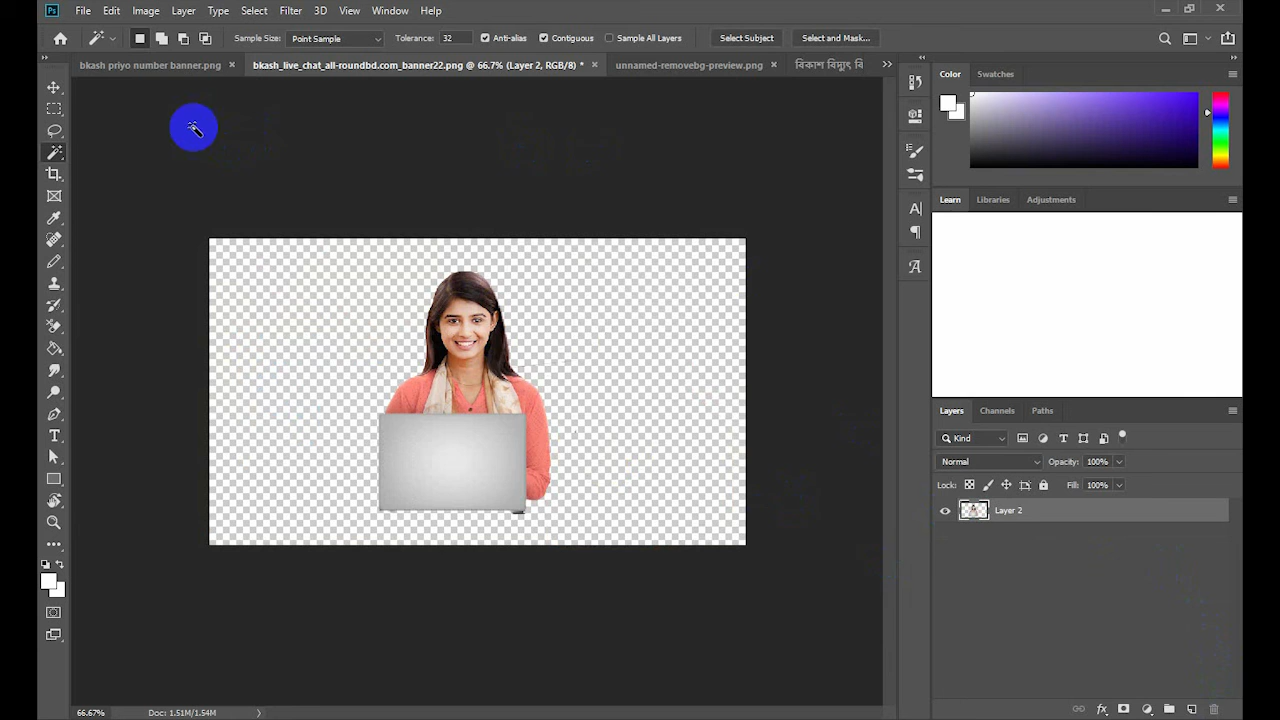 Ps File Edit Image Layer Type Select Filter 3D View Window Help
Sample Size: Point Sample Tolerance: 32 Anti-alias Contiguous Sample All Layers Select Subject Select and Mask...
bkash priyo number banner.png × bkash_live_chat_all-roundbd.com_banner22.png @ 66.7% (Layer 2, RGB/8) * × unnamed-removebg-preview.png × বিকাশ বিদ্যুৎ বি
Color Swatches
Learn Libraries Adjustments
Layers Channels Paths
Kind
Normal Opacity: 100%
Lock: Fill: 100%
Layer 2
fx
66.67% Doc: 1.51M/1.54M